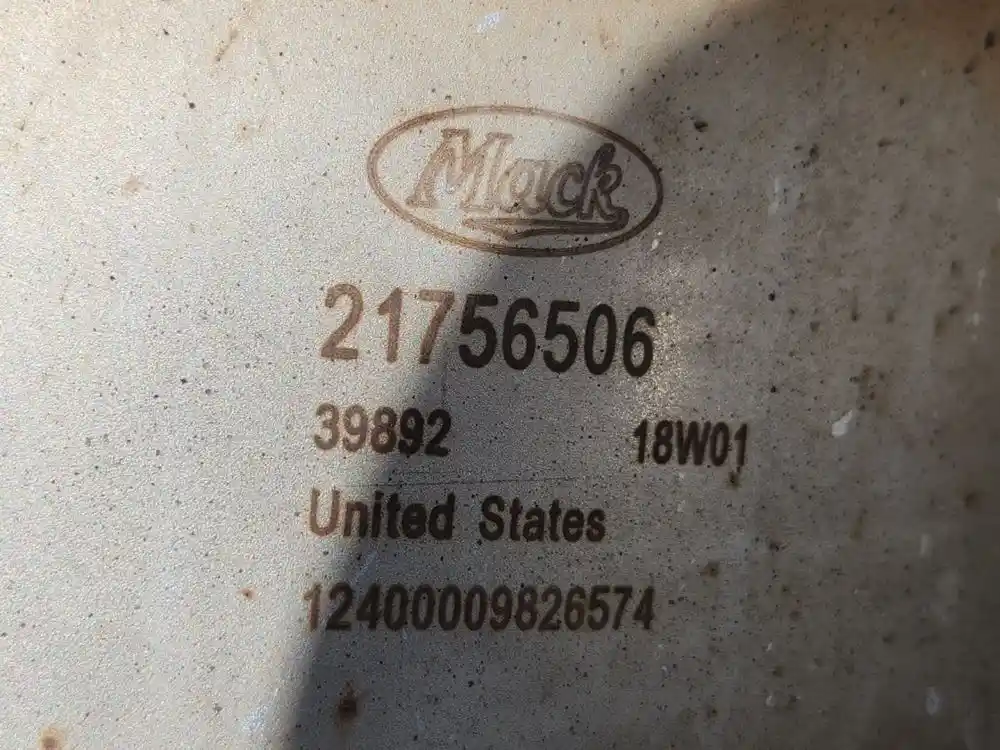 Mack
21756506
39892 18W01
United States
12400009826574